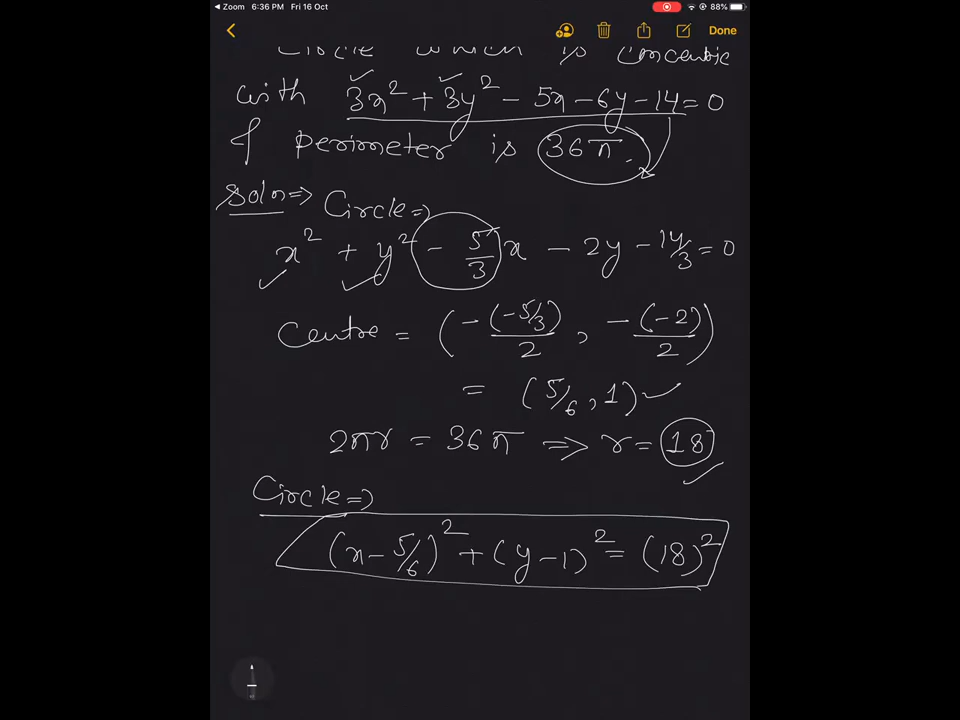 Zoom 6:36 PM Fri 16 Oct 88%
Done
Circle which is concentric
with 3x² + 3y² - 5x - 6y - 14 = 0
& perimeter is 36π.
Soln ⇒ Circle ⇒
x² + y² - 5/3 x - 2y - 14/3 = 0
Centre = (-(-5/3)/2, -(-2)/2)
= (5/6, 1)
2πr = 36π ⇒ r = 18
Circle ⇒
(x - 5/6)² + (y - 1)² = (18)²